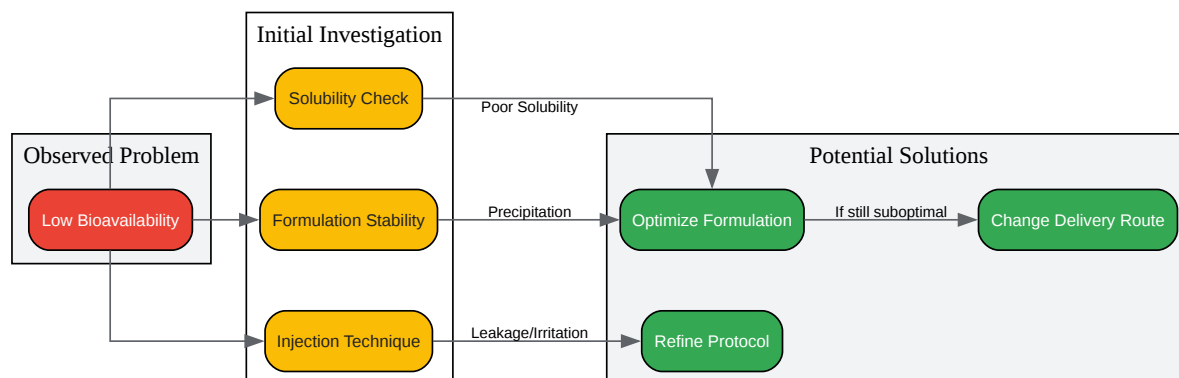 Initial Investigation
Solubility Check
Poor Solubility
Observed Problem
Potential Solutions
Low Bioavailability
Formulation Stability
Precipitation
Optimize Formulation
If still suboptimal
Change Delivery Route
Injection Technique
Leakage/Irritation
Refine Protocol